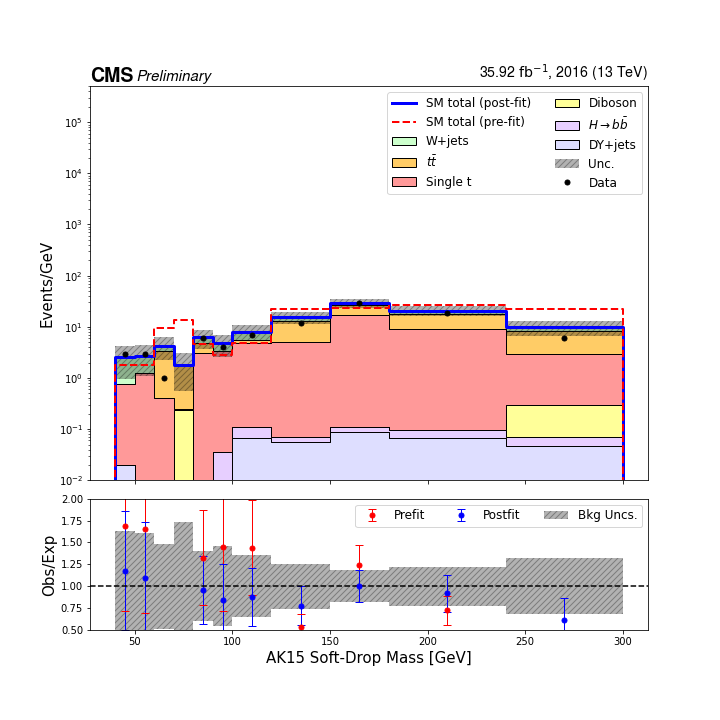 CMS Preliminary
35.92 fb⁻¹, 2016 (13 TeV)
SM total (post-fit)
SM total (pre-fit)
W+jets
tt̄
Single t
Diboson
H→bb̄
DY+jets
Unc.
Data
Events/GeV
10⁵
10⁴
10³
10²
10¹
10⁰
10⁻¹
10⁻²
Prefit
Postfit
Bkg Uncs.
Obs/Exp
2.00
1.75
1.50
1.25
1.00
0.75
0.50
50 100 150 200 250 300
AK15 Soft-Drop Mass [GeV]